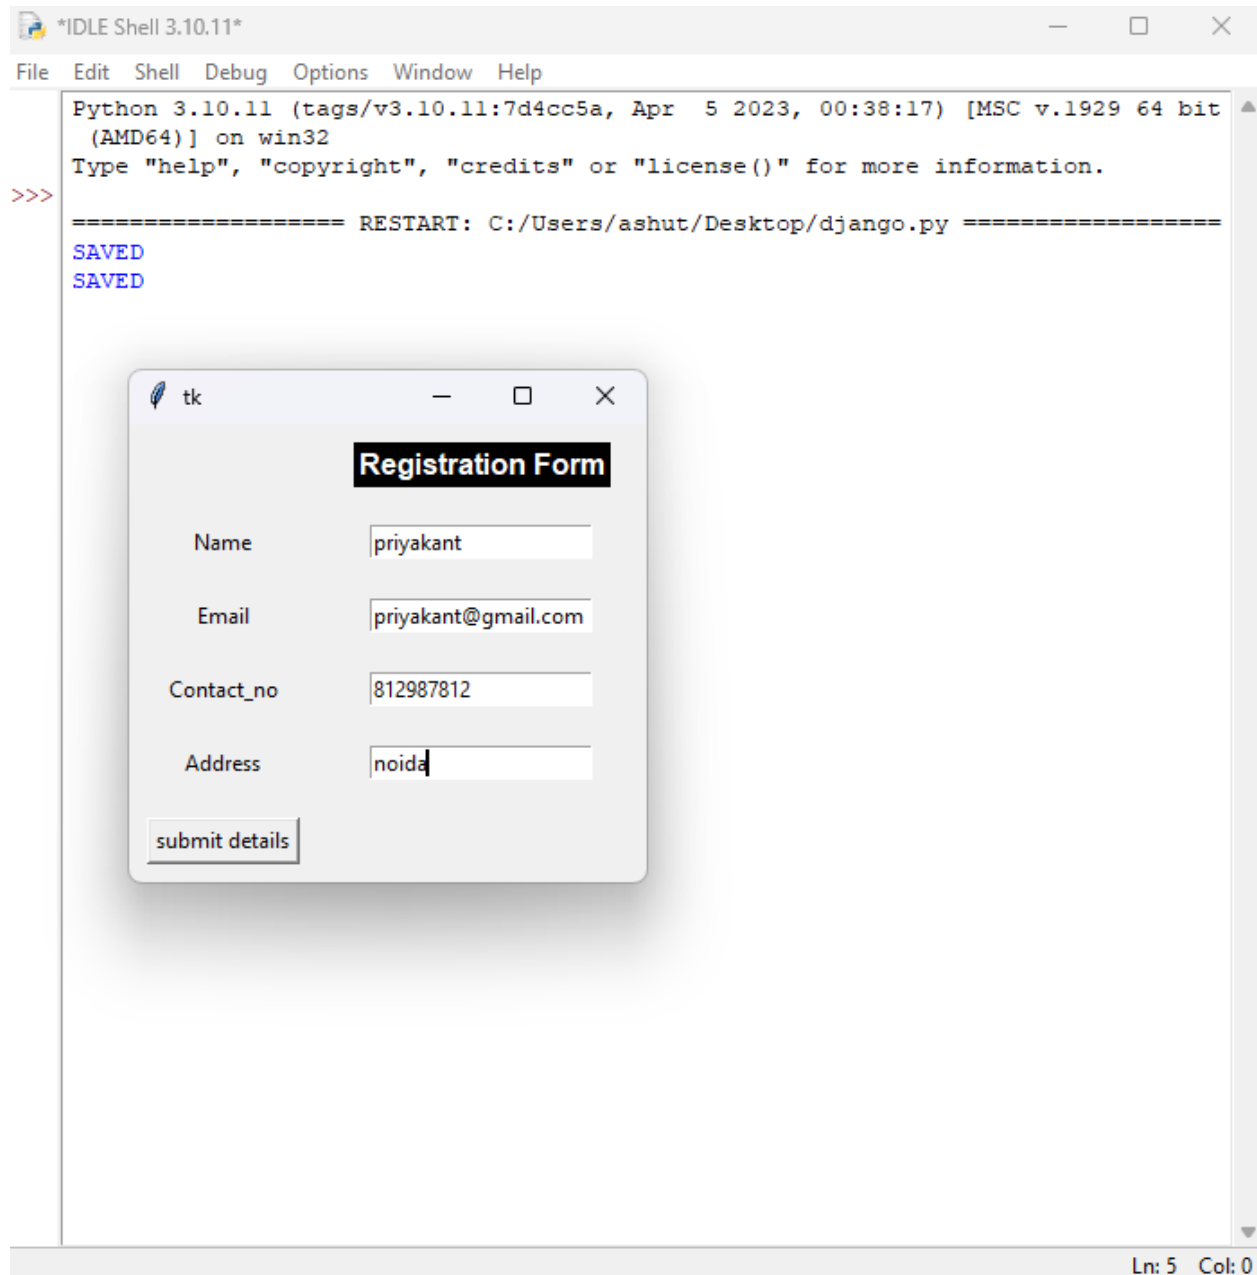 *IDLE Shell 3.10.11*
File Edit Shell Debug Options Window Help
Python 3.10.11 (tags/v3.10.11:7d4cc5a, Apr  5 2023, 00:38:17) [MSC v.1929 64 bit
(AMD64)] on win32
Type "help", "copyright", "credits" or "license()" for more information.
>>>
=================== RESTART: C:/Users/ashut/Desktop/django.py ==================
SAVED
SAVED
tk
Registration Form
Name priyakant
Email priyakant@gmail.com
Contact_no 812987812
Address noida
submit details
Ln: 5 Col: 0